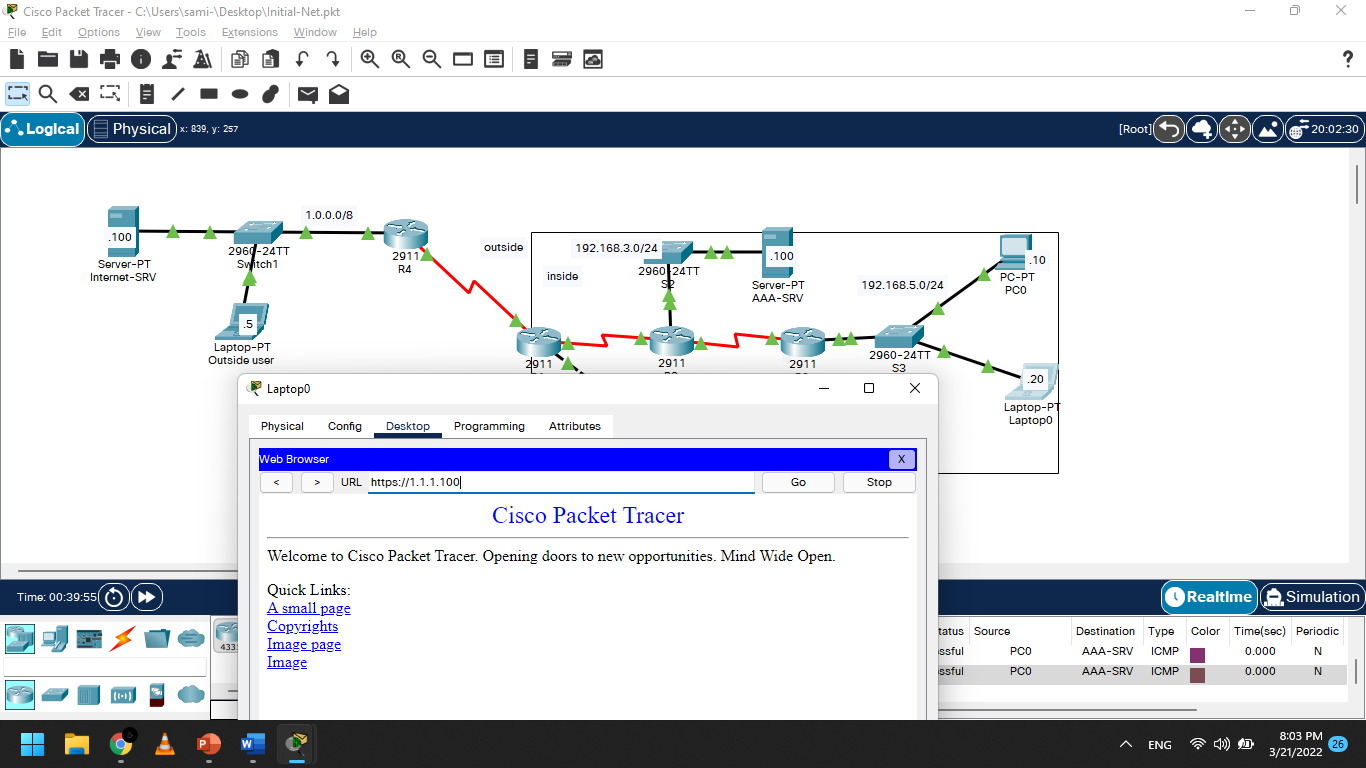 Cisco Packet Tracer - C:\Users\sami-\Desktop\Initial-Net.pkt
File Edit Options View Tools Extensions Window Help
?
Logical Physical x: 839, y: 257 [Root] 20:02:30
1.0.0.0/8
.100
2960-24TT
Switch1
Server-PT
Internet-SRV
2911
R4
.5
Laptop-PT
Outside user
outside
inside
192.168.3.0/24
2960-24TT
S2
.100
Server-PT
AAA-SRV
192.168.5.0/24
.10
PC-PT
PC0
2911
2911
2911
2960-24TT
S3
.20
Laptop-PT
Laptop0
Laptop0
Physical Config Desktop Programming Attributes
Web Browser X
< > URL https://1.1.1.100 Go Stop
Cisco Packet Tracer
Welcome to Cisco Packet Tracer. Opening doors to new opportunities. Mind Wide Open.
Quick Links:
A small page
Copyrights
Image page
Image
Time: 00:39:55 Realtime Simulation
433
tatus Source Destination Type Color Time(sec) Periodic
ssful PC0 AAA-SRV ICMP 0.000 N
ssful PC0 AAA-SRV ICMP 0.000 N
ENG 8:03 PM
3/21/2022 26